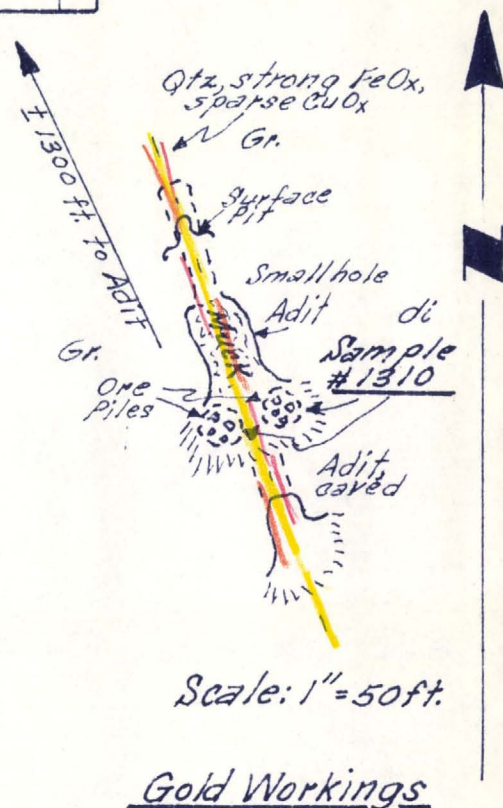 Qtz, strong FeOx,
sparse CuOx
Gr.
± 1300 ft. to Adit
Surface
Pit
Small hole
Adit
di
Muck
Gr.
Sample
# 1310
Ore
Piles
Adit,
caved
N
Scale: 1" = 50 ft.
Gold Workings